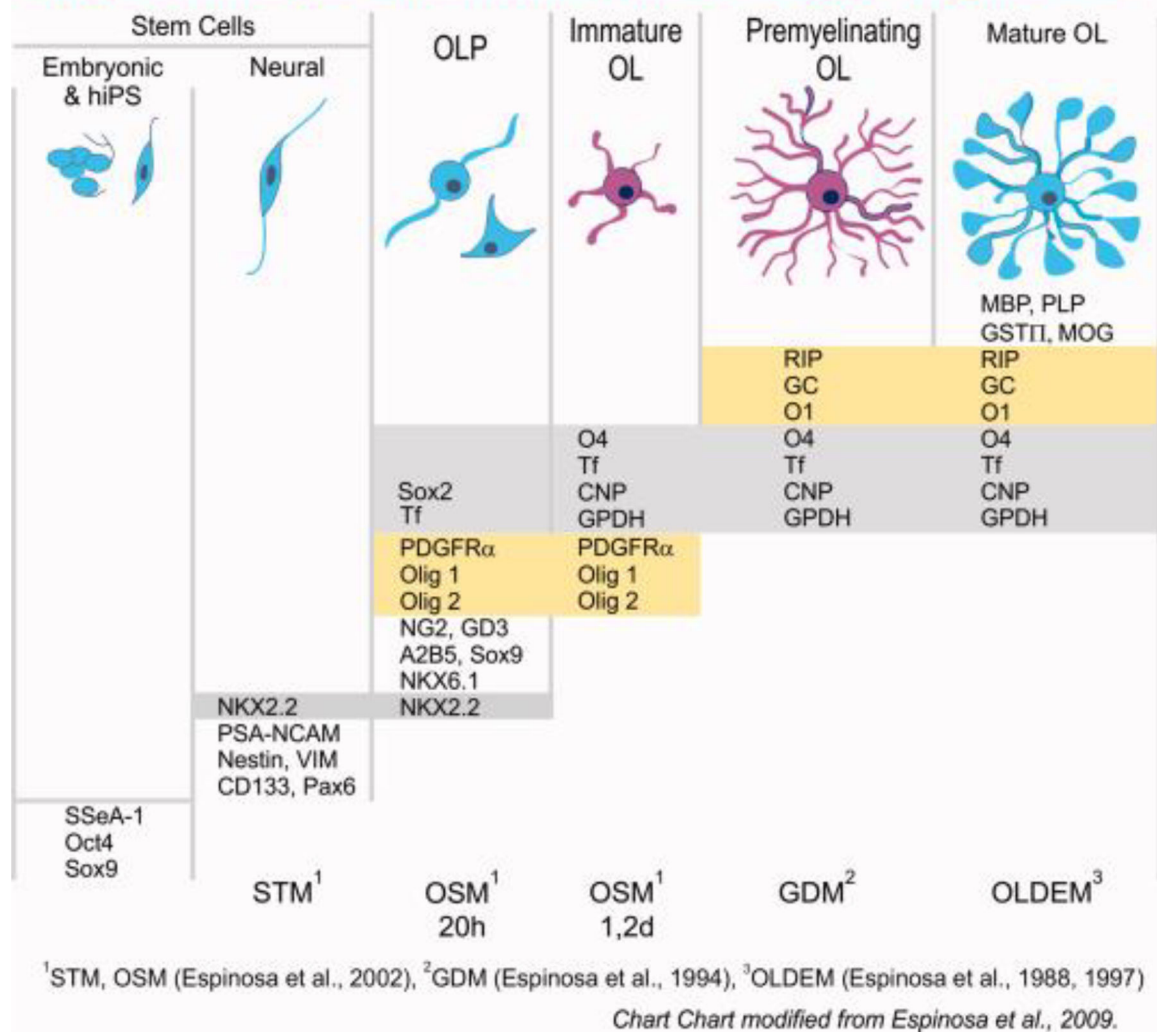 Stem Cells
Embryonic
& hiPS
Neural
OLP
Immature
OL
Premyelinating
OL
Mature OL
MBP, PLP
GSTΠ, MOG
RIP RIP
GC GC
O1 O1
O4 O4 O4
Tf Tf Tf
Sox2 CNP CNP CNP
Tf GPDH GPDH GPDH
PDGFRα PDGFRα
Olig 1 Olig 1
Olig 2 Olig 2
NG2, GD3
A2B5, Sox9
NKX6.1
NKX2.2 NKX2.2
PSA-NCAM
Nestin, VIM
CD133, Pax6
SSeA-1
Oct4
Sox9
STM¹ OSM¹ OSM¹ GDM² OLDEM³
20h 1,2d
¹STM, OSM (Espinosa et al., 2002), ²GDM (Espinosa et al., 1994), ³OLDEM (Espinosa et al., 1988, 1997)
Chart Chart modified from Espinosa et al., 2009.